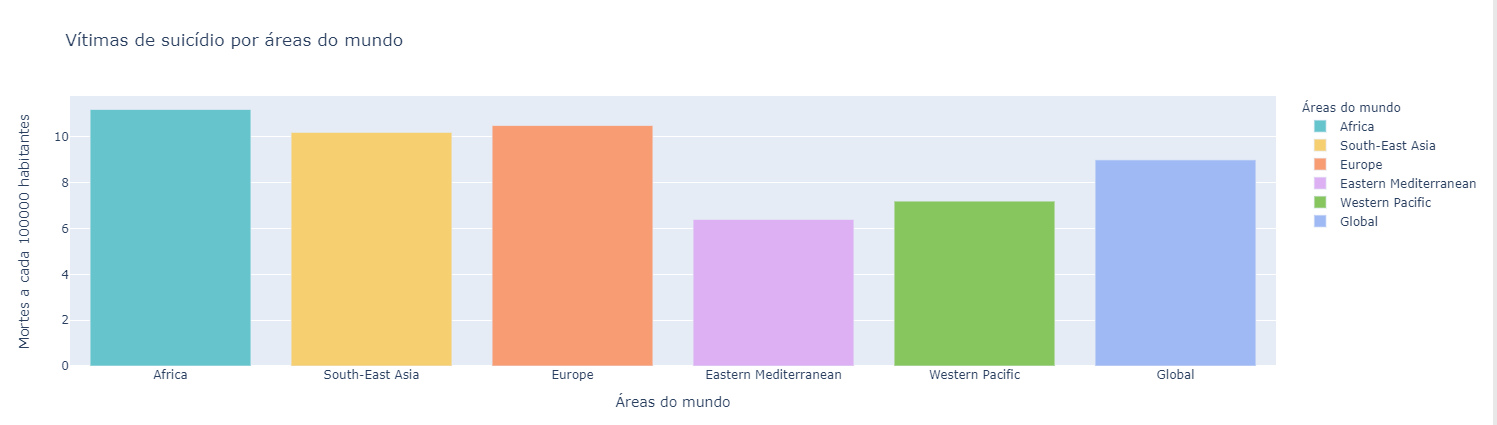 Vítimas de suicídio por áreas do mundo
Mortes a cada 100000 habitantes
10
8
6
4
2
0
Africa
South-East Asia
Europe
Eastern Mediterranean
Western Pacific
Global
Áreas do mundo
Áreas do mundo
Africa
South-East Asia
Europe
Eastern Mediterranean
Western Pacific
Global